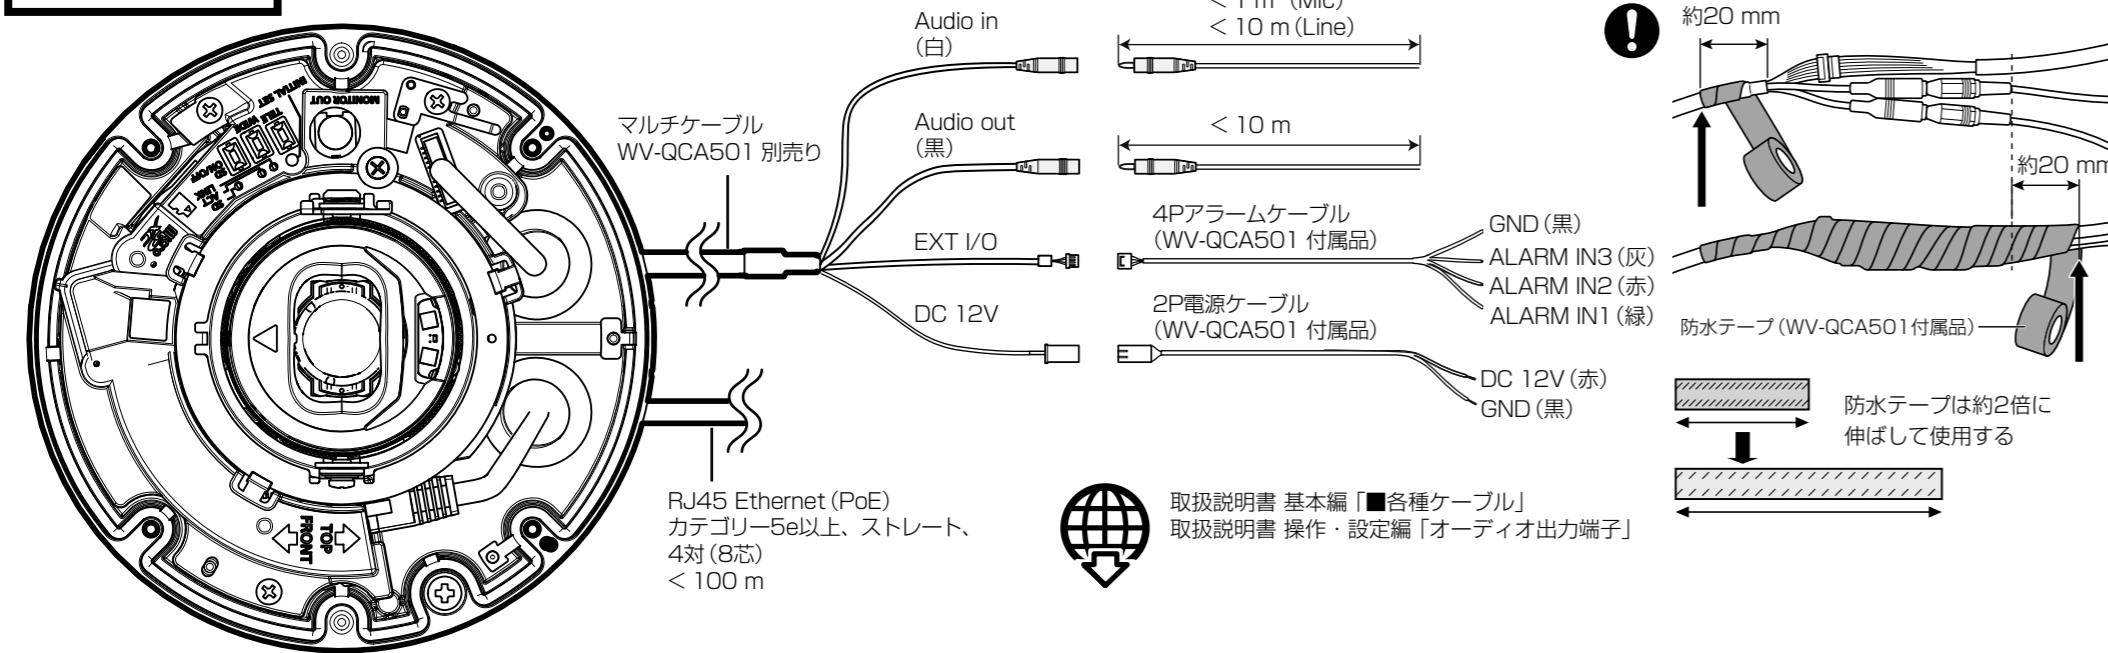 Audio in
(白)
< 1 m (Mic)
< 10 m (Line)
Audio out
(黒)
< 10 m
マルチケーブル
WV-QCA501 別売り
EXT I/O
4Pアラームケーブル
(WV-QCA501 付属品)
GND (黒)
ALARM IN3 (灰)
ALARM IN2 (赤)
ALARM IN1 (緑)
DC 12V
2P電源ケーブル
(WV-QCA501 付属品)
DC 12V (赤)
GND (黒)
RJ45 Ethernet (PoE)
カテゴリー5e以上、ストレート、
4対 (8芯)
< 100 m
取扱説明書 基本編「■各種ケーブル」
取扱説明書 操作・設定編「オーディオ出力端子」
約20 mm
約20 mm
防水テープ (WV-QCA501付属品)
防水テープは約2倍に
伸ばして使用する
INITIAL SET
MONITOR OUT
TELE WIDE
SD
ON/OFF
LINK
SD ACT
TOP
FRONT